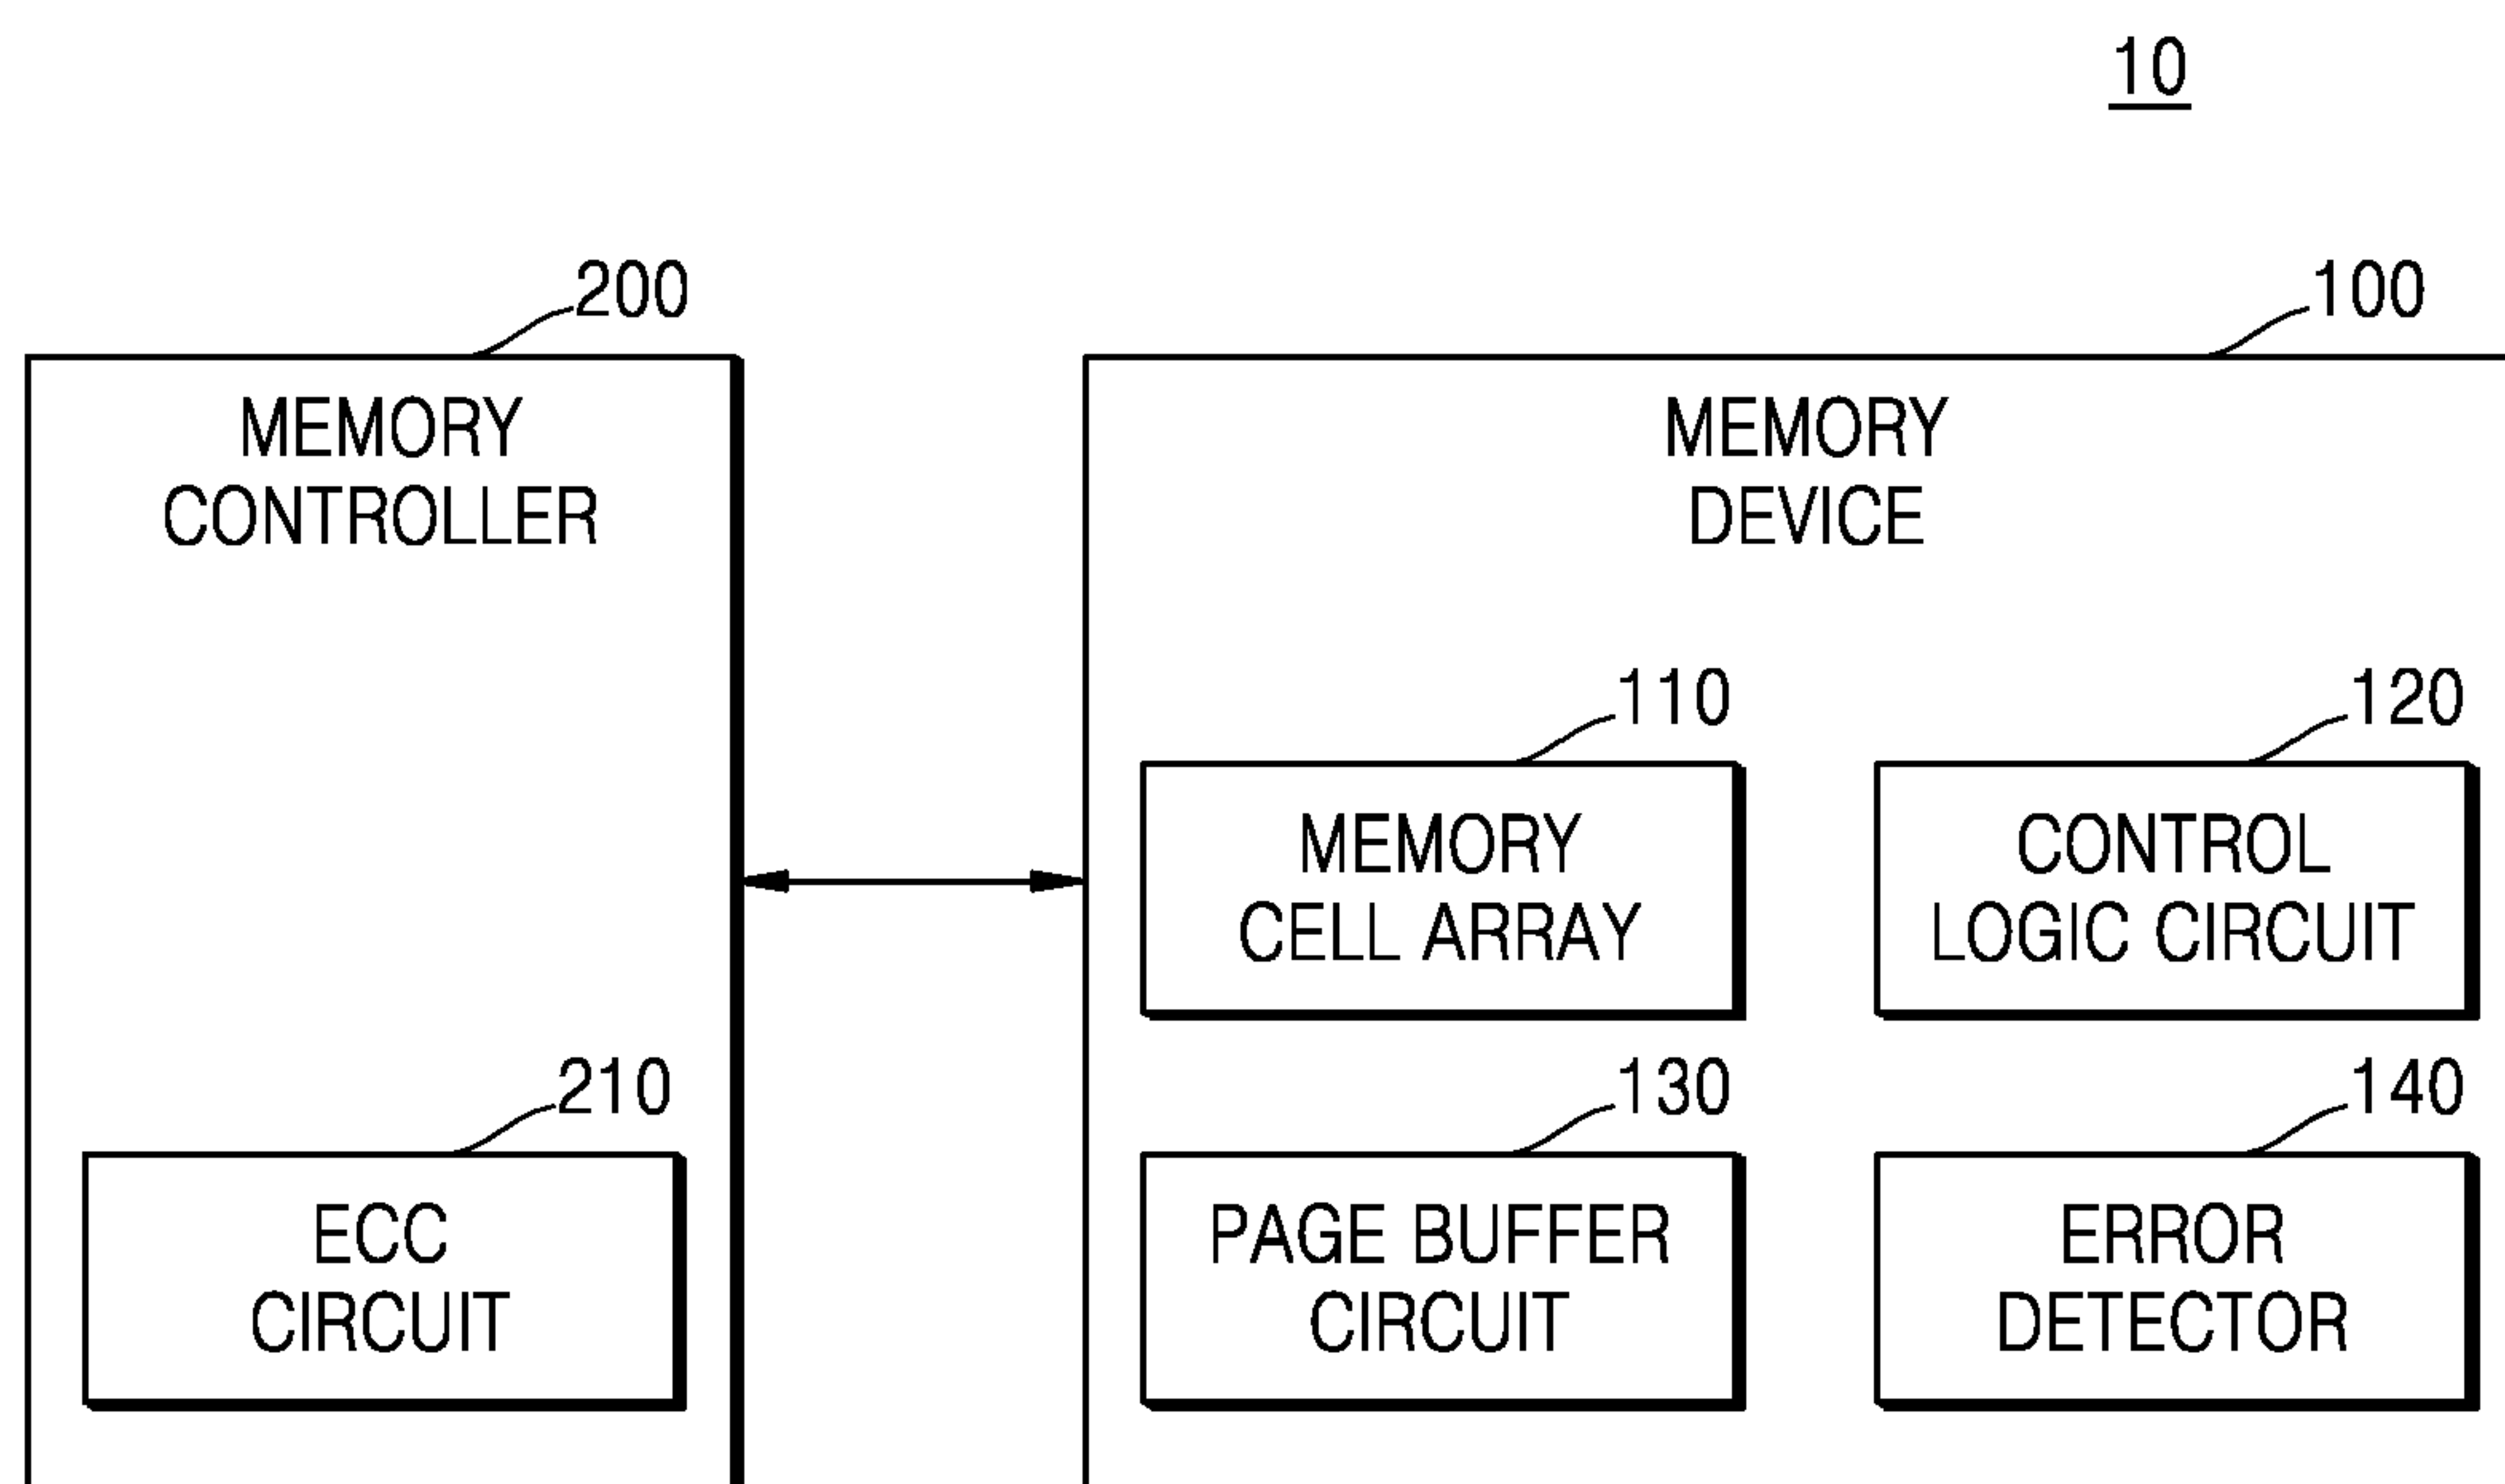 10
200
MEMORY
CONTROLLER
100
MEMORY
DEVICE
110
MEMORY
CELL ARRAY
120
CONTROL
LOGIC CIRCUIT
210
ECC
CIRCUIT
130
PAGE BUFFER
CIRCUIT
140
ERROR
DETECTOR